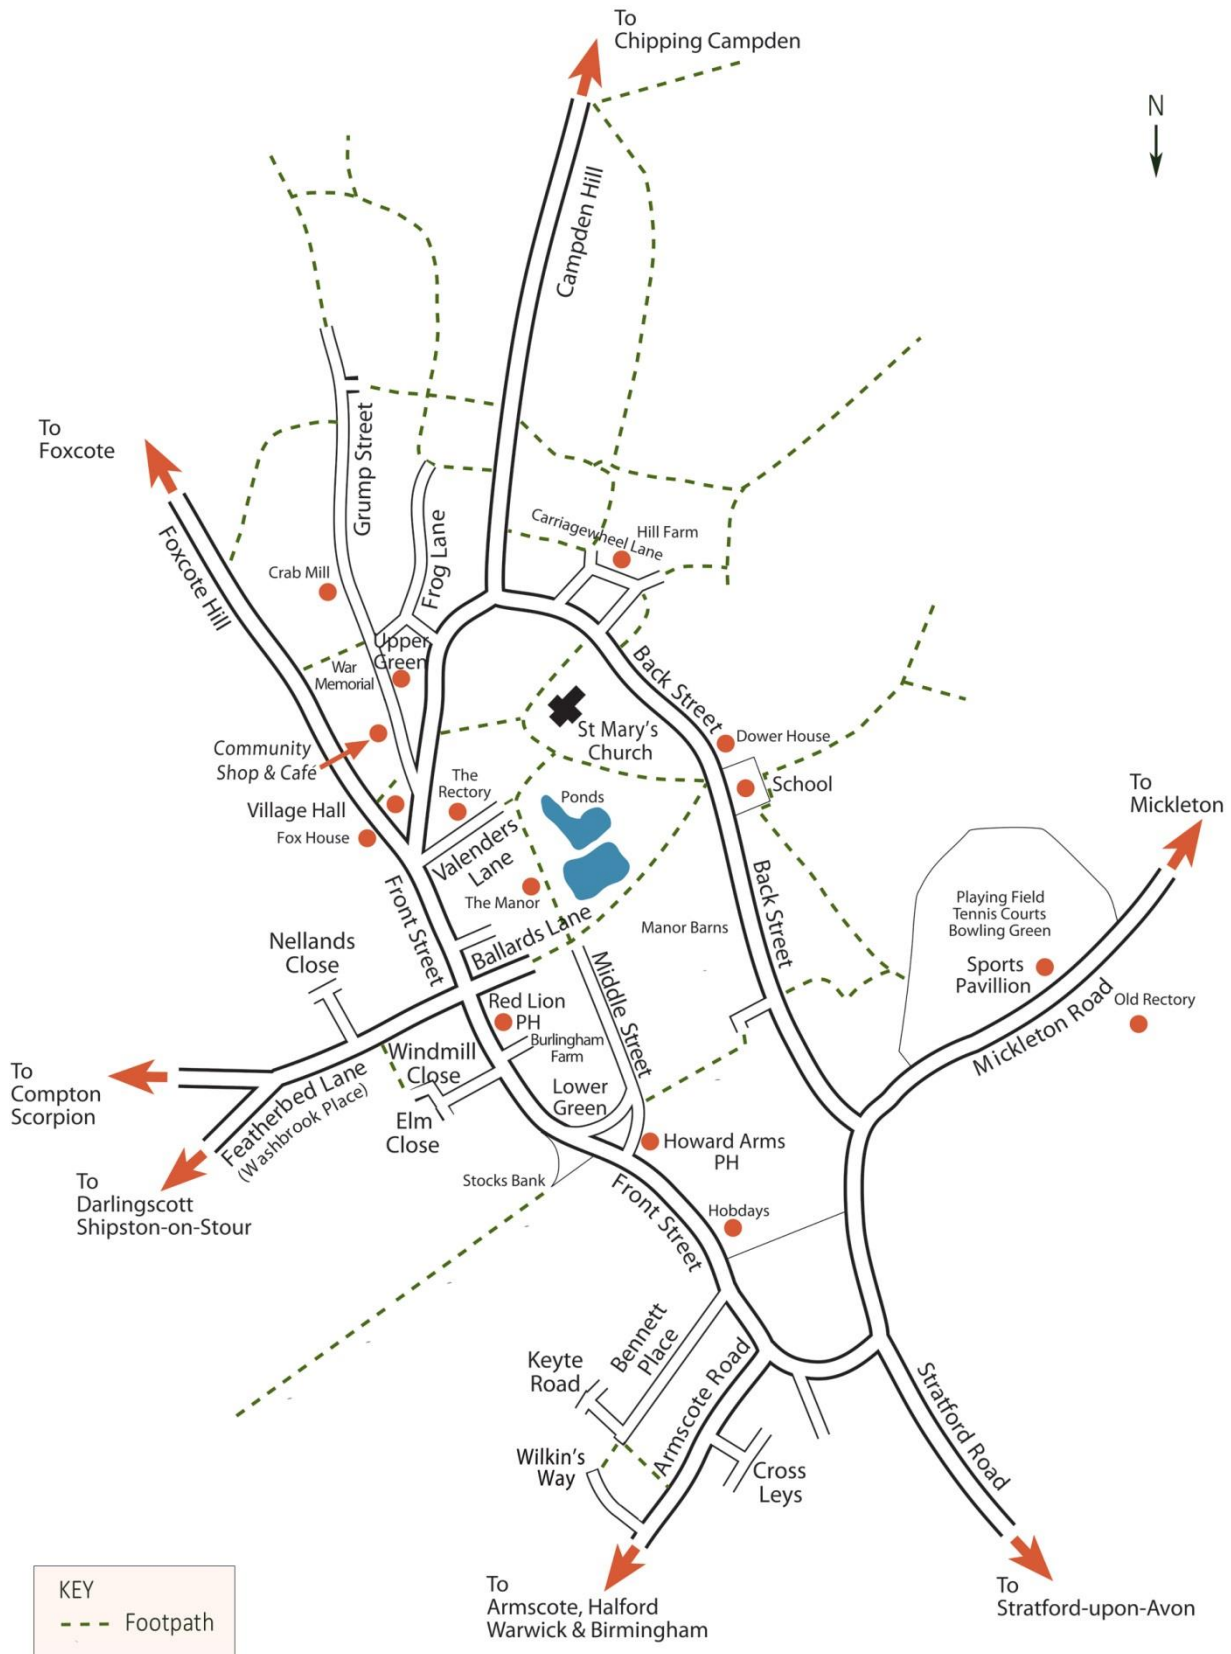 To
Chipping Campden
N
Campden Hill
To
Foxcote
Grump Street
Foxcote Hill
Frog Lane
Carriagewheel Lane
Hill Farm
Crab Mill
Upper
Green
War
Memorial
Back Street
St Mary's
Church
Dower House
Community
Shop & Café
The
Rectory
School
To
Mickleton
Village Hall
Ponds
Fox House
Valenders
Lane
The Manor
Front Street
Ballards Lane
Manor Barns
Back Street
Playing Field
Tennis Courts
Bowling Green
Sports
Pavillion
Nellands
Close
Middle Street
Red Lion
PH
Old Rectory
Mickleton Road
Burlingham
Farm
Windmill
Close
To
Compton
Scorpion
Featherbed Lane
(Washbrook Place)
Lower
Green
Elm
Close
Howard Arms
PH
To
Darlingscott
Shipston-on-Stour
Stocks Bank
Front Street
Hobdays
Bennett
Place
Keyte
Road
Armscote Road
Stratford Road
Wilkin's
Way
Cross
Leys
KEY
Footpath
To
Armscote, Halford
Warwick & Birmingham
To
Stratford-upon-Avon